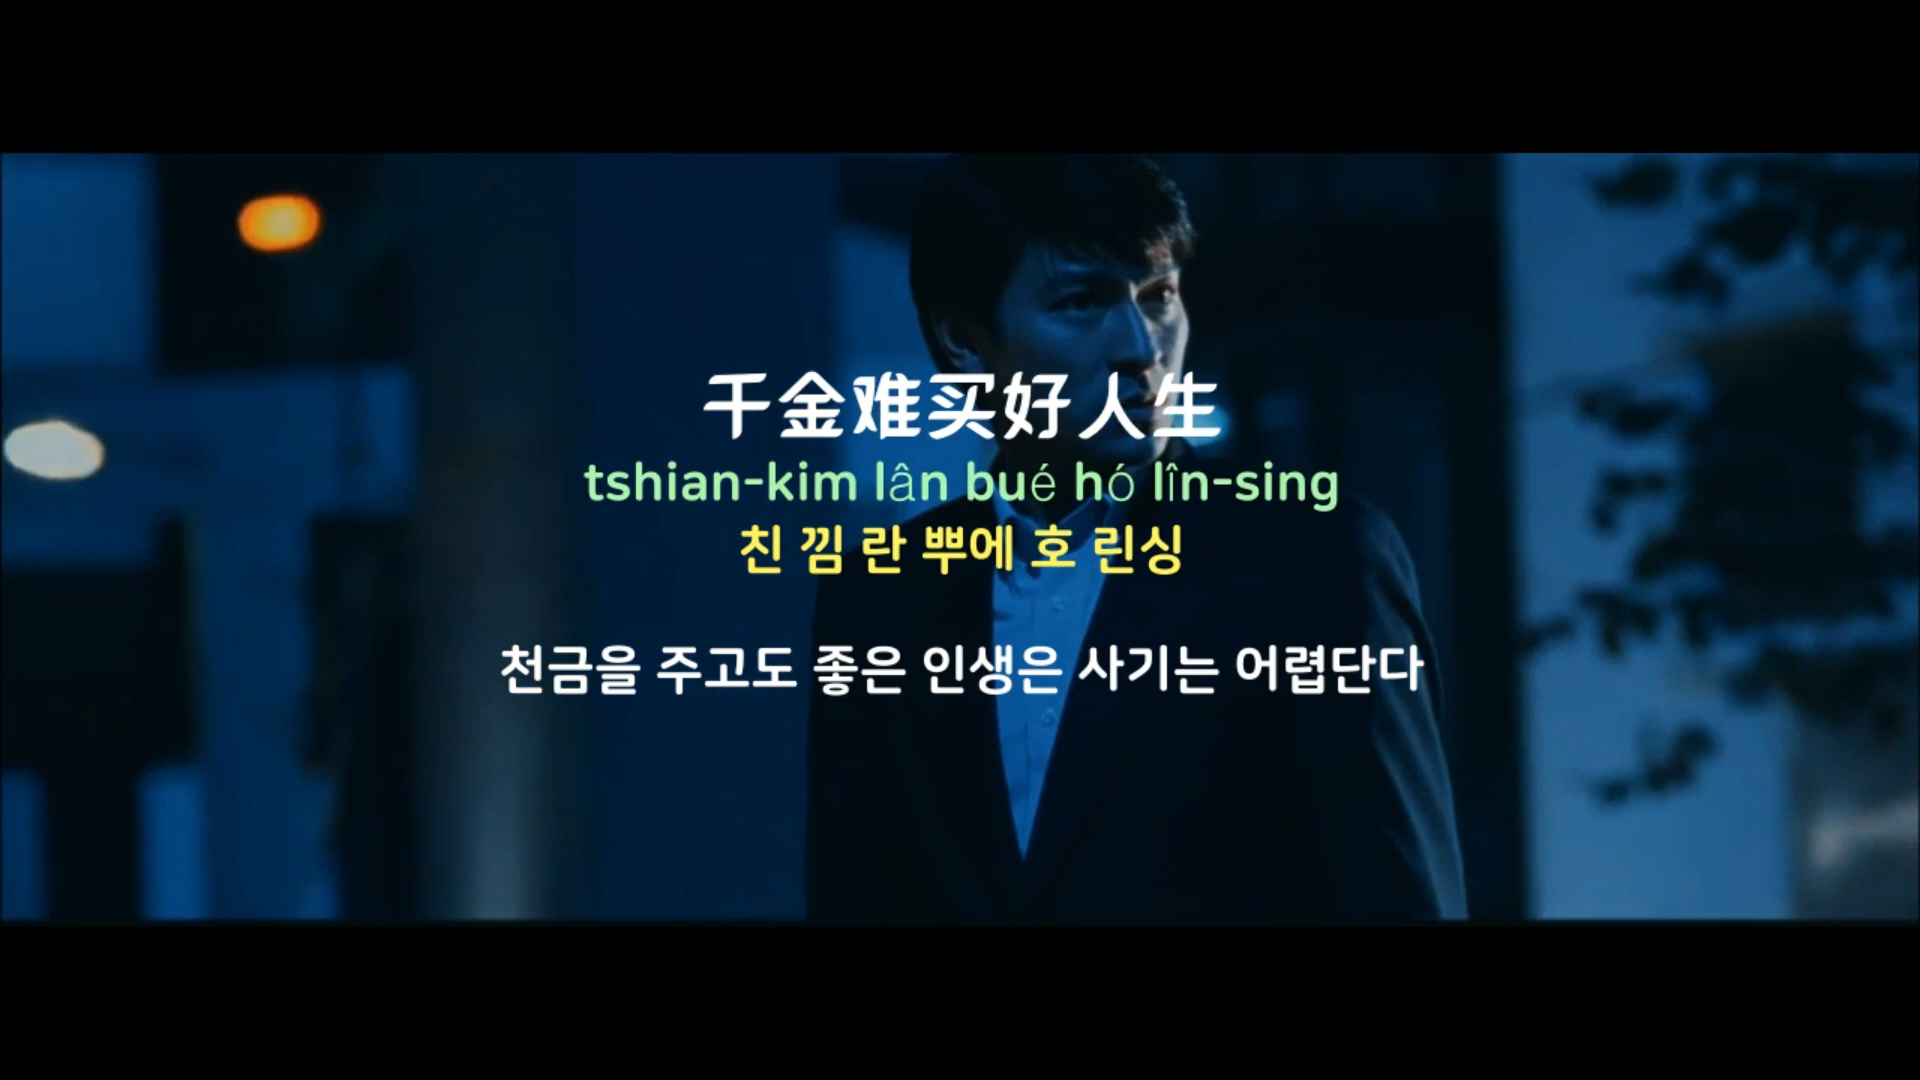 千金难买好人生
tshian-kim lân bué hó lîn-sing
친 낌 란 뿌에 호 린싱
천금을 주고도 좋은 인생은 사기는 어렵단다